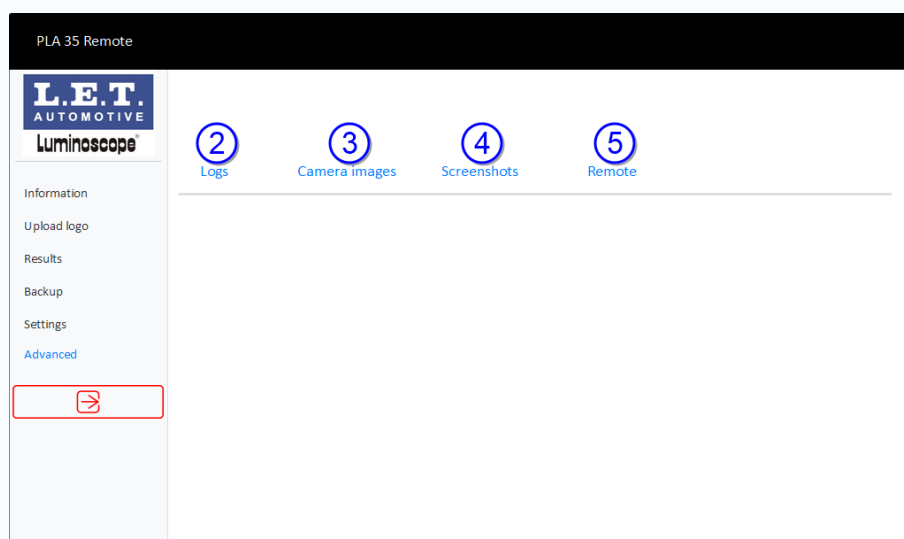 PLA 35 Remote
L.E.T.
AUTOMOTIVE
Luminoscope®
2 3 4 5
Logs Camera images Screenshots Remote
Information
Upload logo
Results
Backup
Settings
Advanced